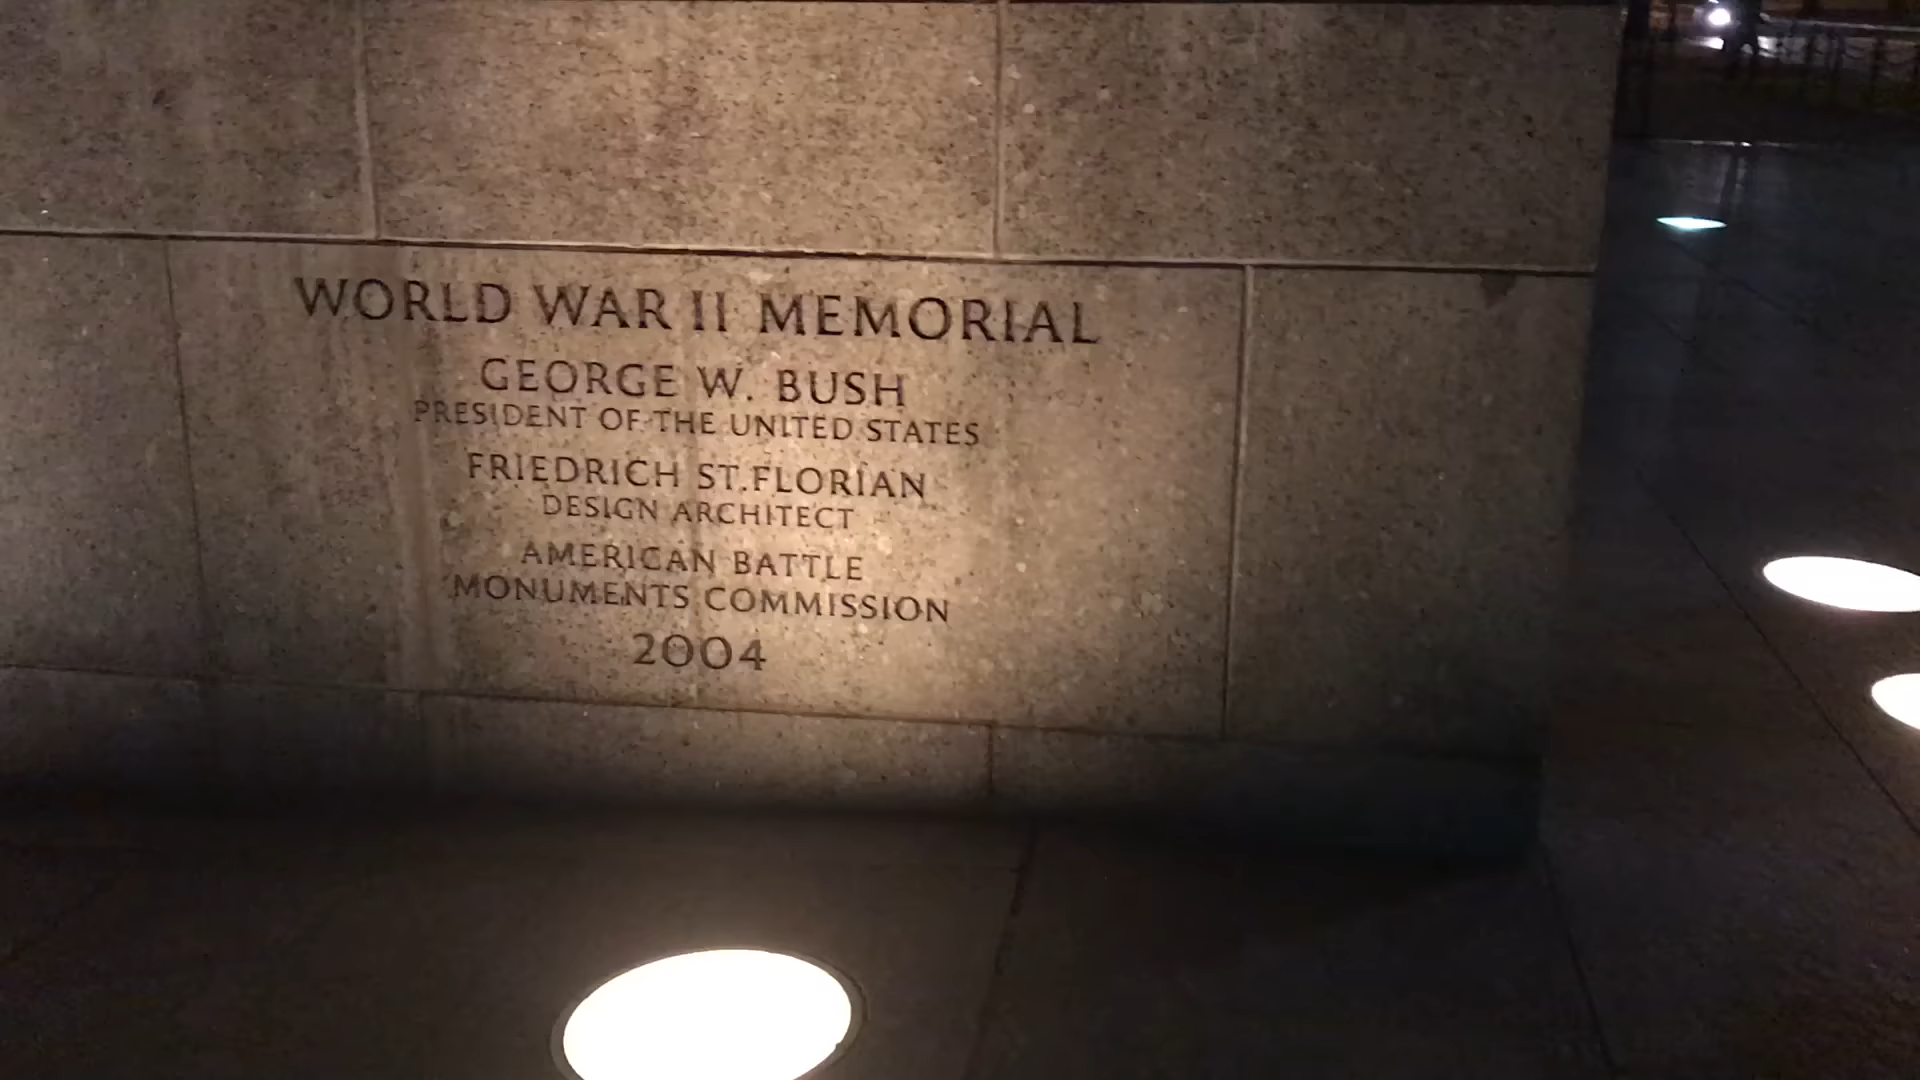 WORLD WAR II MEMORIAL
GEORGE W. BUSH
PRESIDENT OF THE UNITED STATES
FRIEDRICH ST.FLORIAN
DESIGN ARCHITECT
AMERICAN BATTLE
MONUMENTS COMMISSION
2004